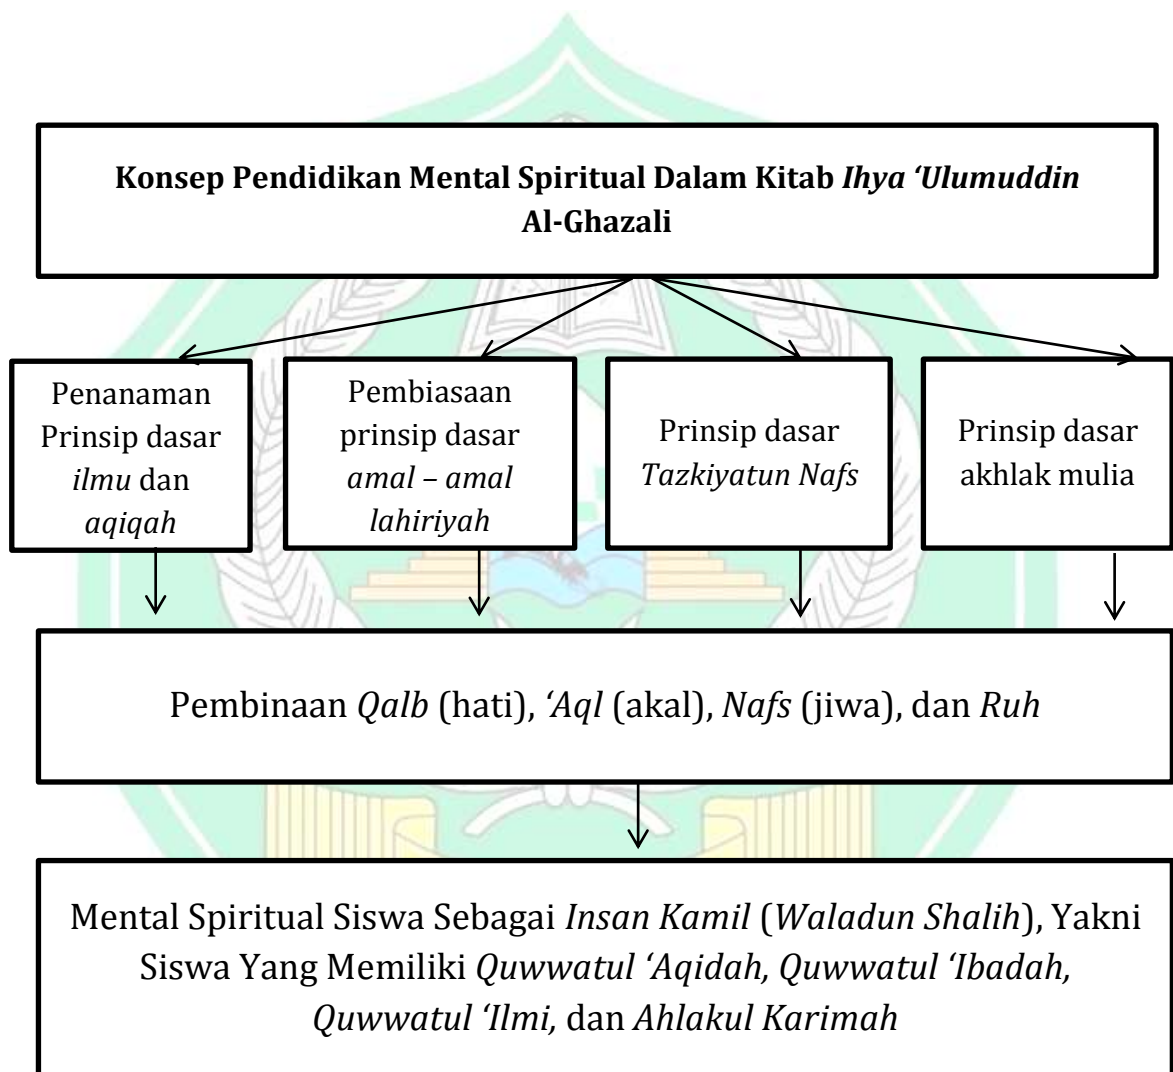 Konsep Pendidikan Mental Spiritual Dalam Kitab Ihya ‘Ulumuddin
Al-Ghazali
Penanaman
Prinsip dasar
ilmu dan
aqiqah
Pembiasaan
prinsip dasar
amal – amal
lahiriyah
Prinsip dasar
Tazkiyatun Nafs
Prinsip dasar
akhlak mulia
Pembinaan Qalb (hati), ‘Aql (akal), Nafs (jiwa), dan Ruh
Mental Spiritual Siswa Sebagai Insan Kamil (Waladun Shalih), Yakni
Siswa Yang Memiliki Quwwatul ‘Aqidah, Quwwatul ‘Ibadah,
Quwwatul ‘Ilmi, dan Ahlakul Karimah